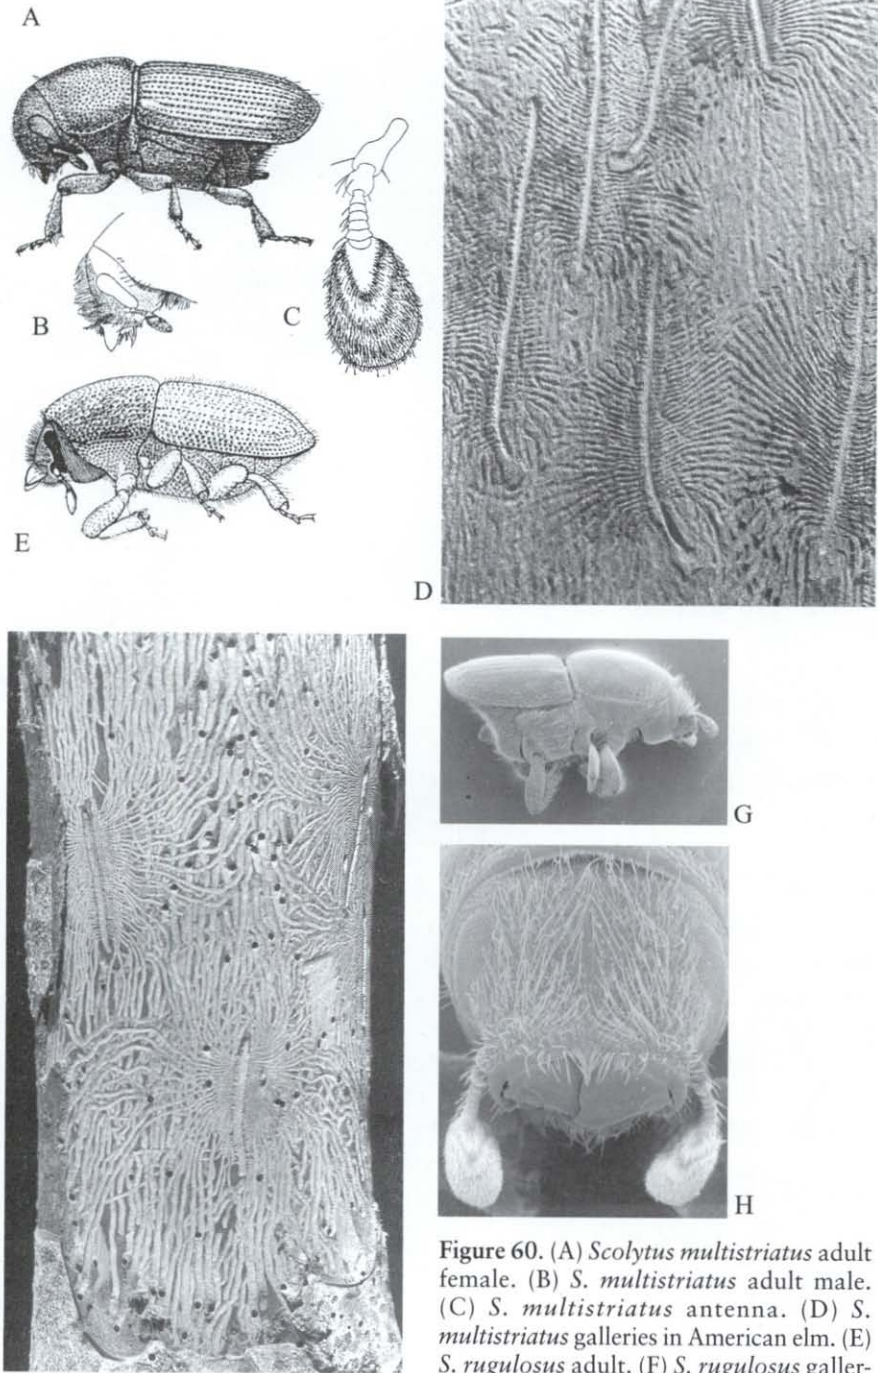 A
B
C
E
D
G
H
Figure 60. (A) Scolytus multistriatus adult
female. (B) S. multistriatus adult male.
(C) S. multistriatus antenna. (D) S.
multistriatus galleries in American elm. (E)
S. rugulosus adult. (F) S. rugulosus galler-